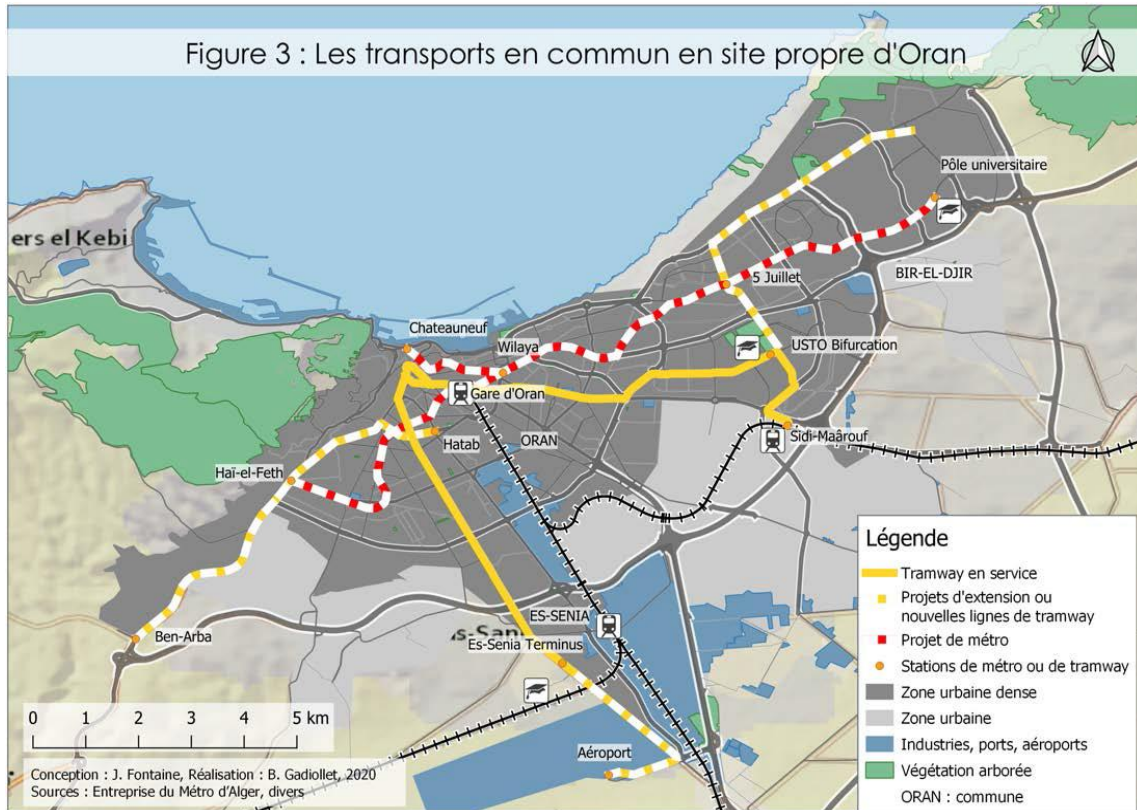 Figure 3 : Les transports en commun en site propre d'Oran
Pôle universitaire
ers el Kebi
5 Juillet
BIR-EL-DJIR
Chateauneuf
Wilaya
USTO Bifurcation
Gare d'Oran
Hatab
ORAN
Sidi-Maârouf
Haï-el-Feth
Ben-Arba
ES-SENIA
Es-Senia Terminus
Aéroport
0 1 2 3 4 5 km
Conception : J. Fontaine, Réalisation : B. Gadiollet, 2020
Sources : Entreprise du Métro d'Alger, divers
Légende
Tramway en service
Projets d'extension ou
nouvelles lignes de tramway
Projet de métro
Stations de métro ou de tramway
Zone urbaine dense
Zone urbaine
Industries, ports, aéroports
Végétation arborée
ORAN : commune